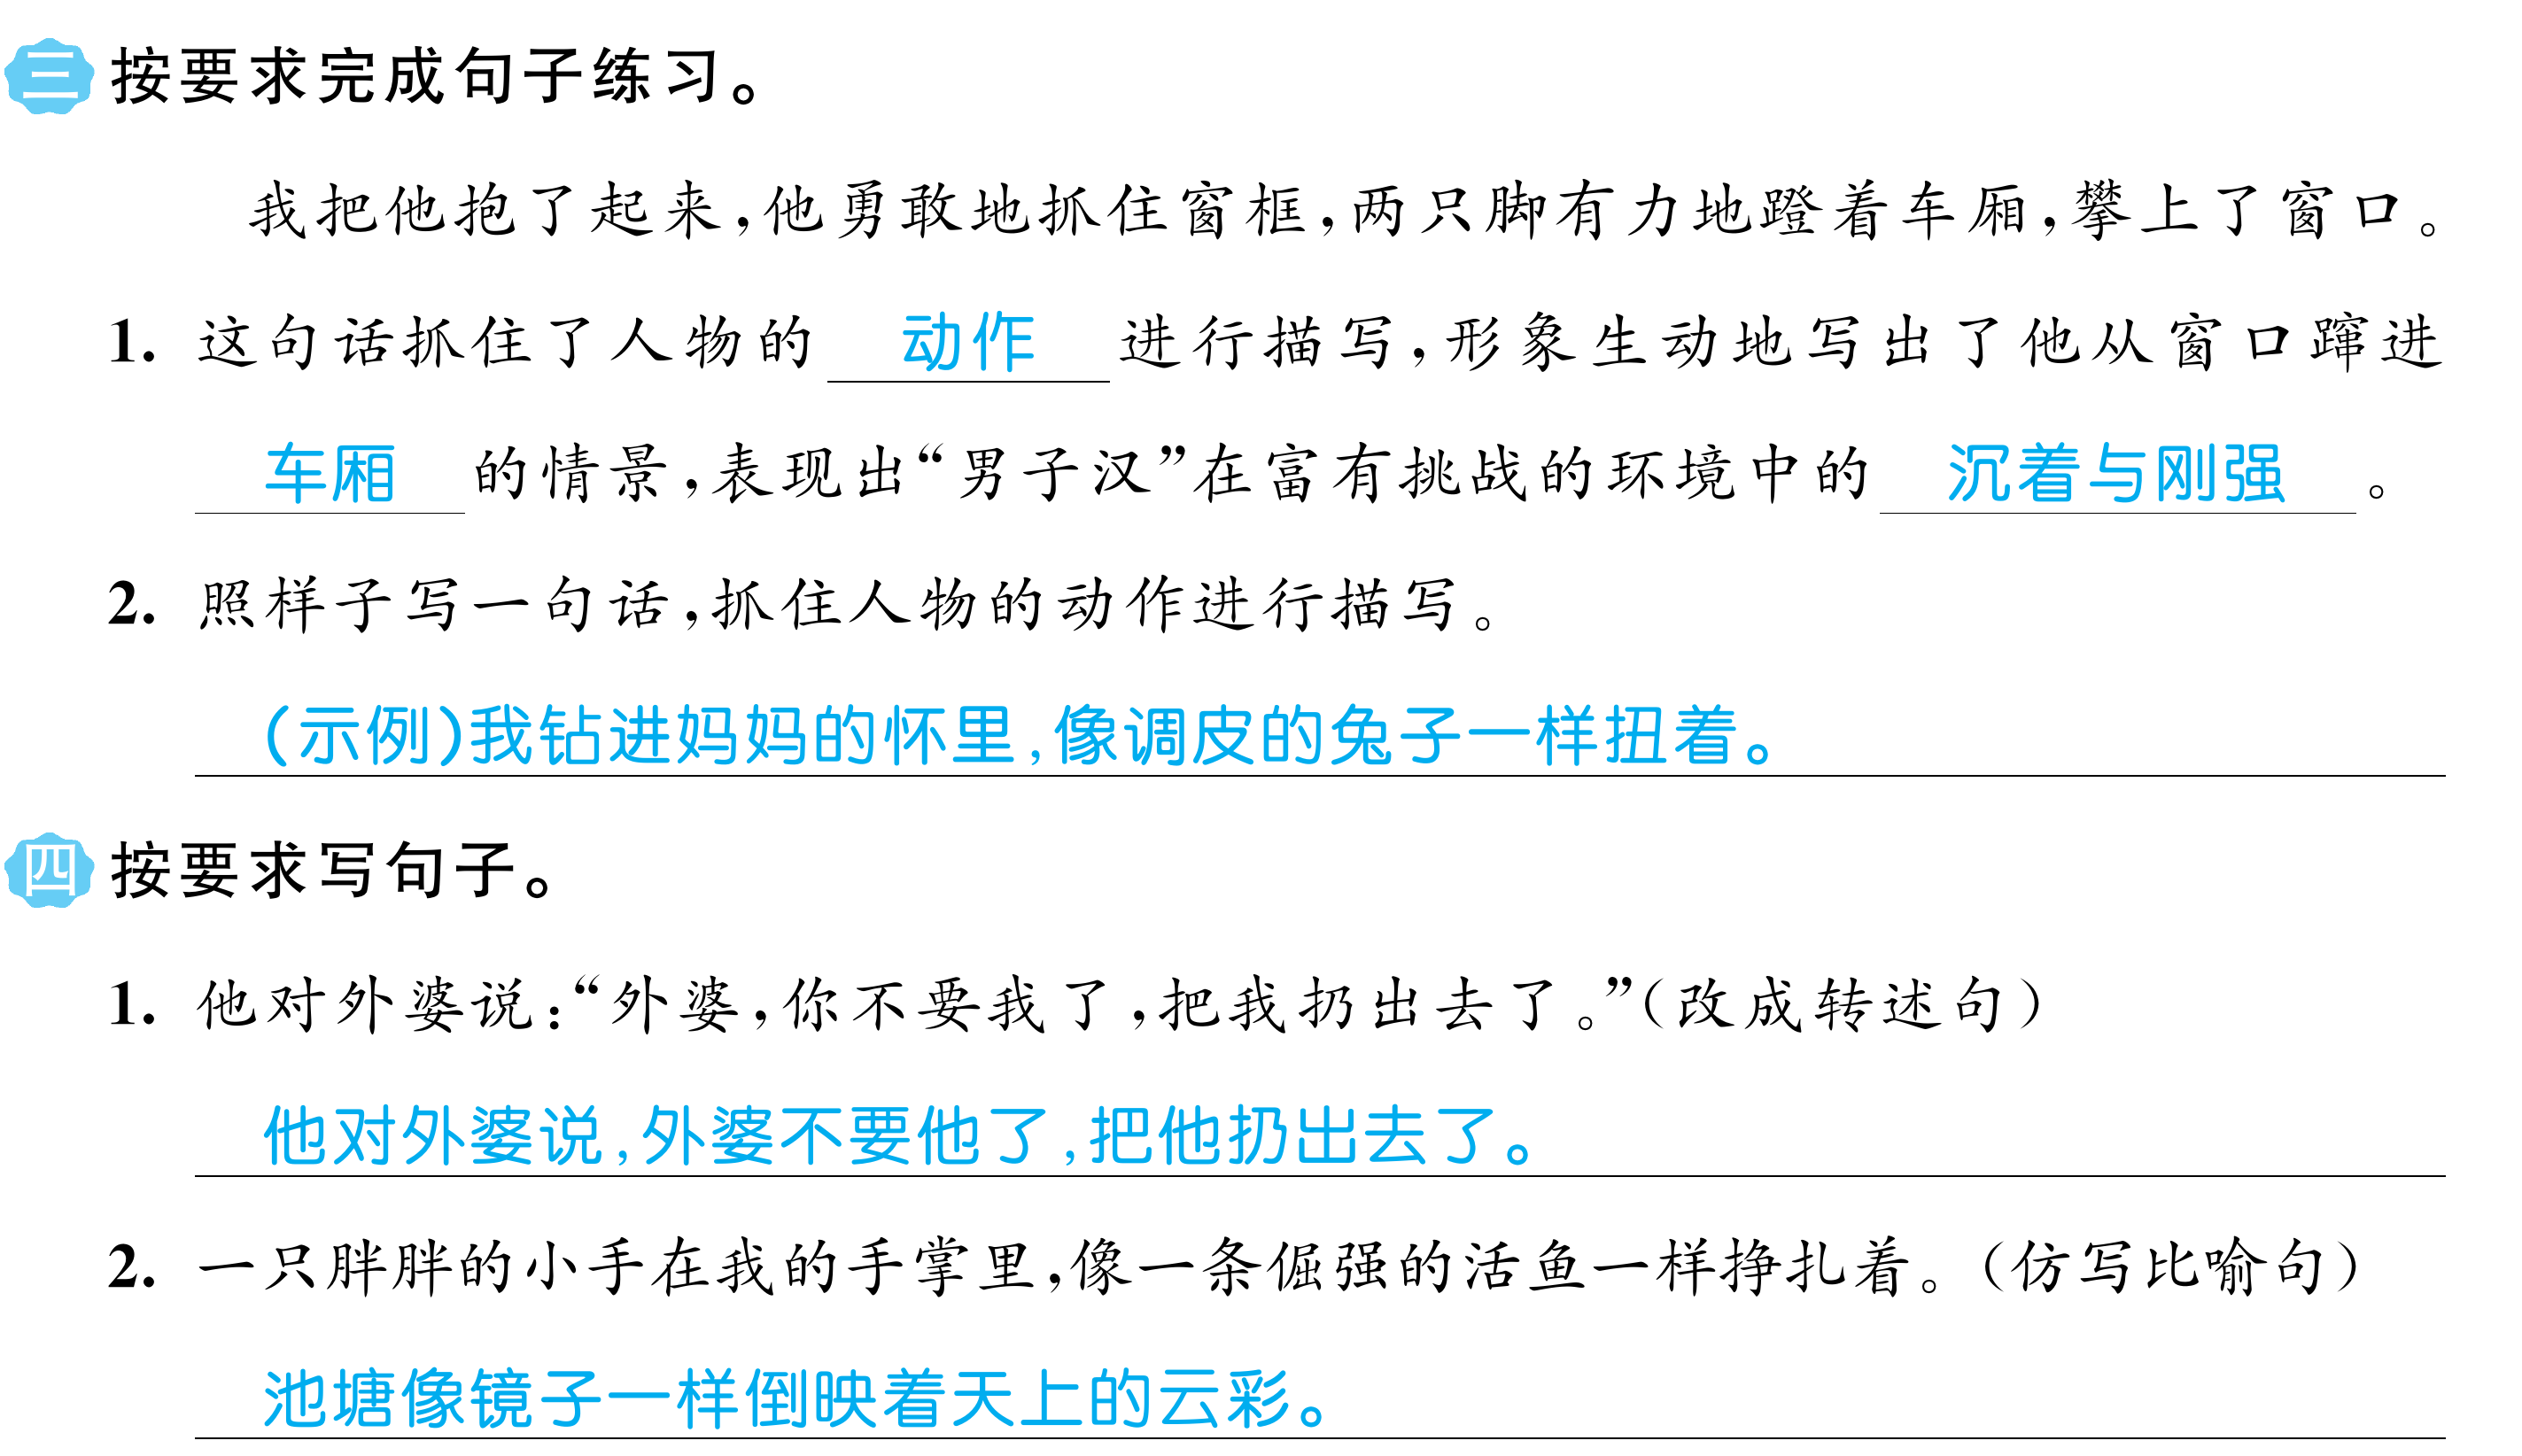 三 按要求完成句子练习。
我把他抱了起来,他勇敢地抓住窗框,两只脚有力地蹬着车厢,攀上了窗口。
1. 这句话抓住了人物的 动作 进行描写,形象生动地写出了他从窗口蹿进
车厢 的情景,表现出“男子汉”在富有挑战的环境中的 沉着与刚强 。
2. 照样子写一句话,抓住人物的动作进行描写。
(示例)我钻进妈妈的怀里,像调皮的兔子一样扭着。
四 按要求写句子。
1. 他对外婆说:“外婆,你不要我了,把我扔出去了。”(改成转述句)
他对外婆说,外婆不要他了,把他扔出去了。
2. 一只胖胖的小手在我的手掌里,像一条倔强的活鱼一样挣扎着。(仿写比喻句)
池塘像镜子一样倒映着天上的云彩。